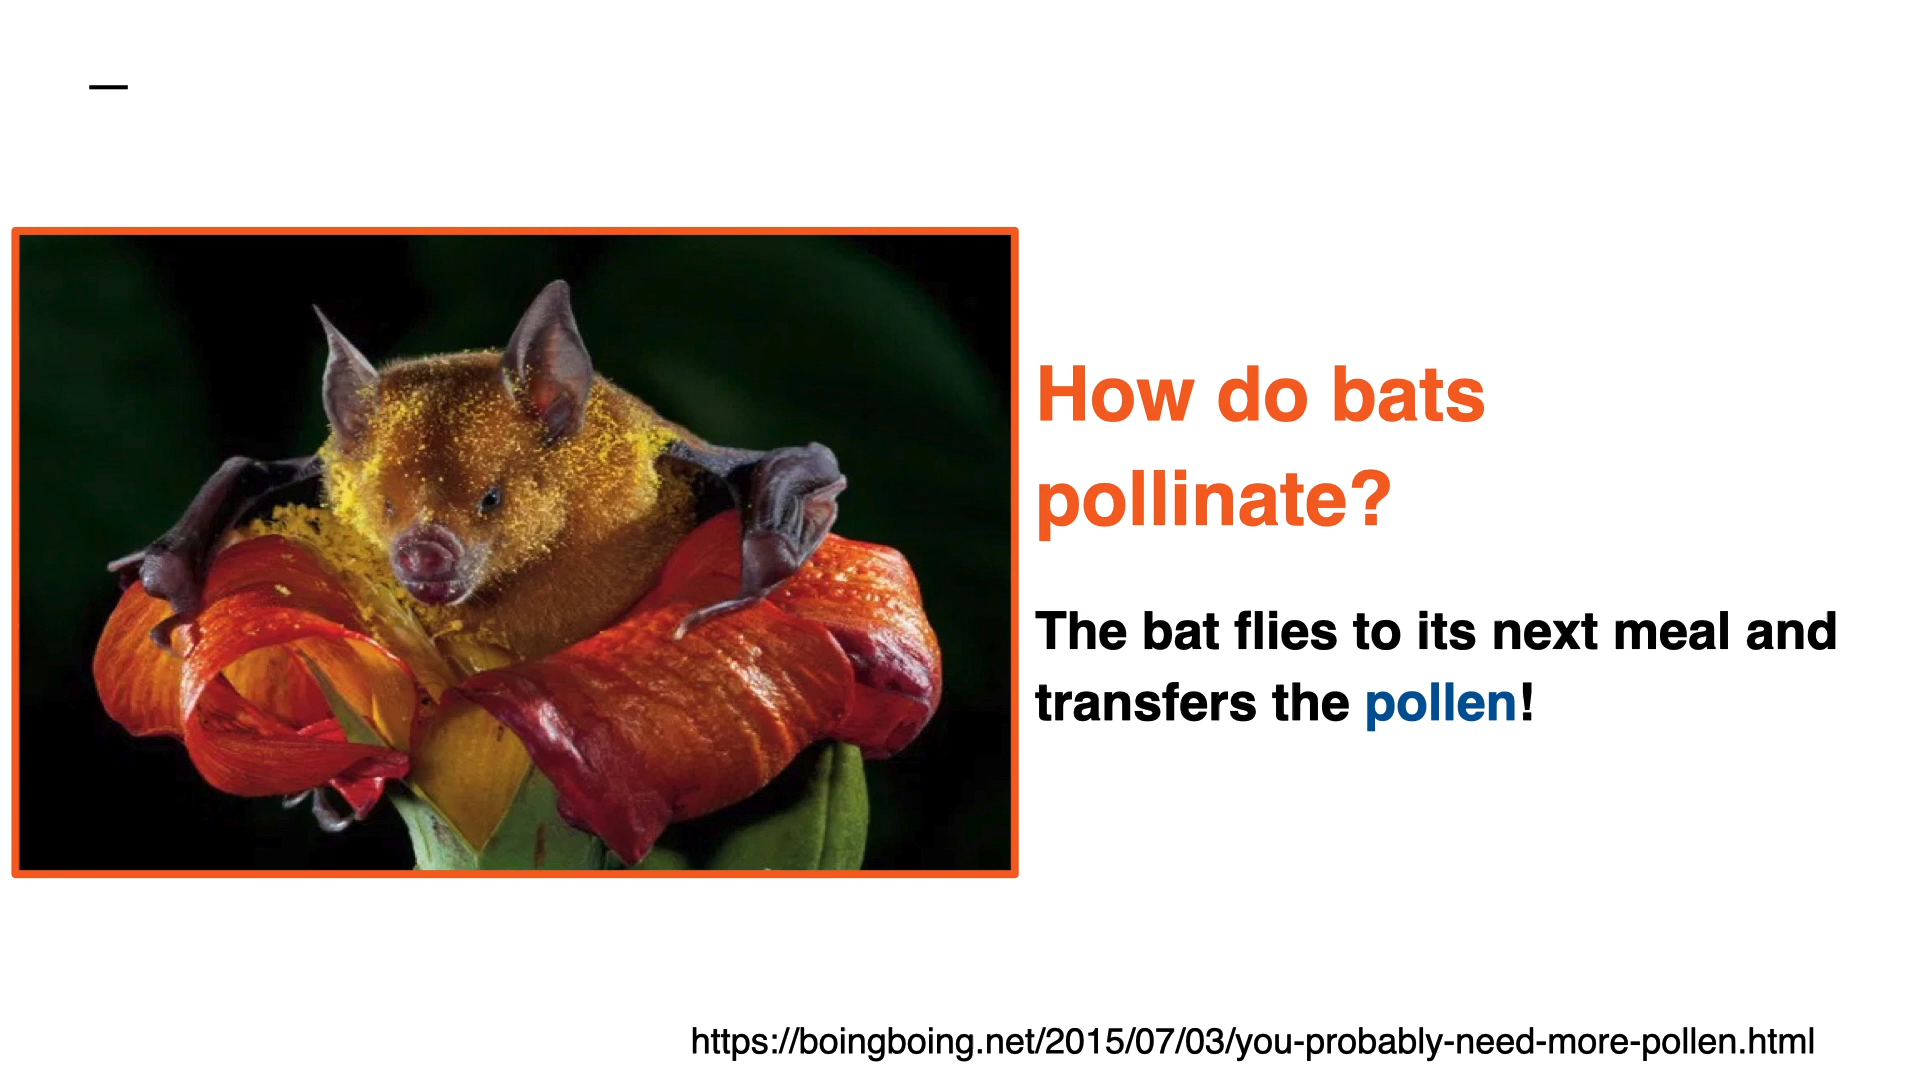 How do bats
pollinate?
The bat flies to its next meal and
transfers the pollen!
https://boingboing.net/2015/07/03/you-probably-need-more-pollen.html